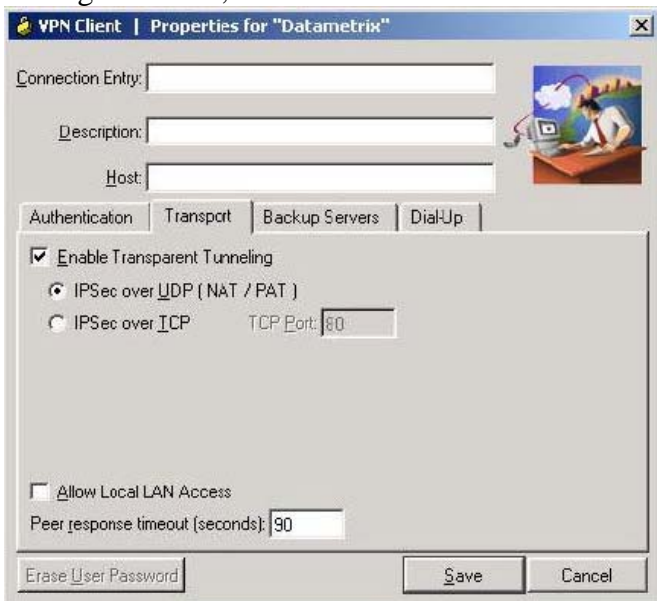 VPN Client | Properties for "Datametrix"
Connection Entry:
Description:
Host:
Authentication Transport Backup Servers Dial-Up
Enable Transparent Tunneling
IPSec over UDP ( NAT / PAT )
IPSec over TCP TCP Port: 80
Allow Local LAN Access
Peer response timeout (seconds): 90
Erase User Password Save Cancel